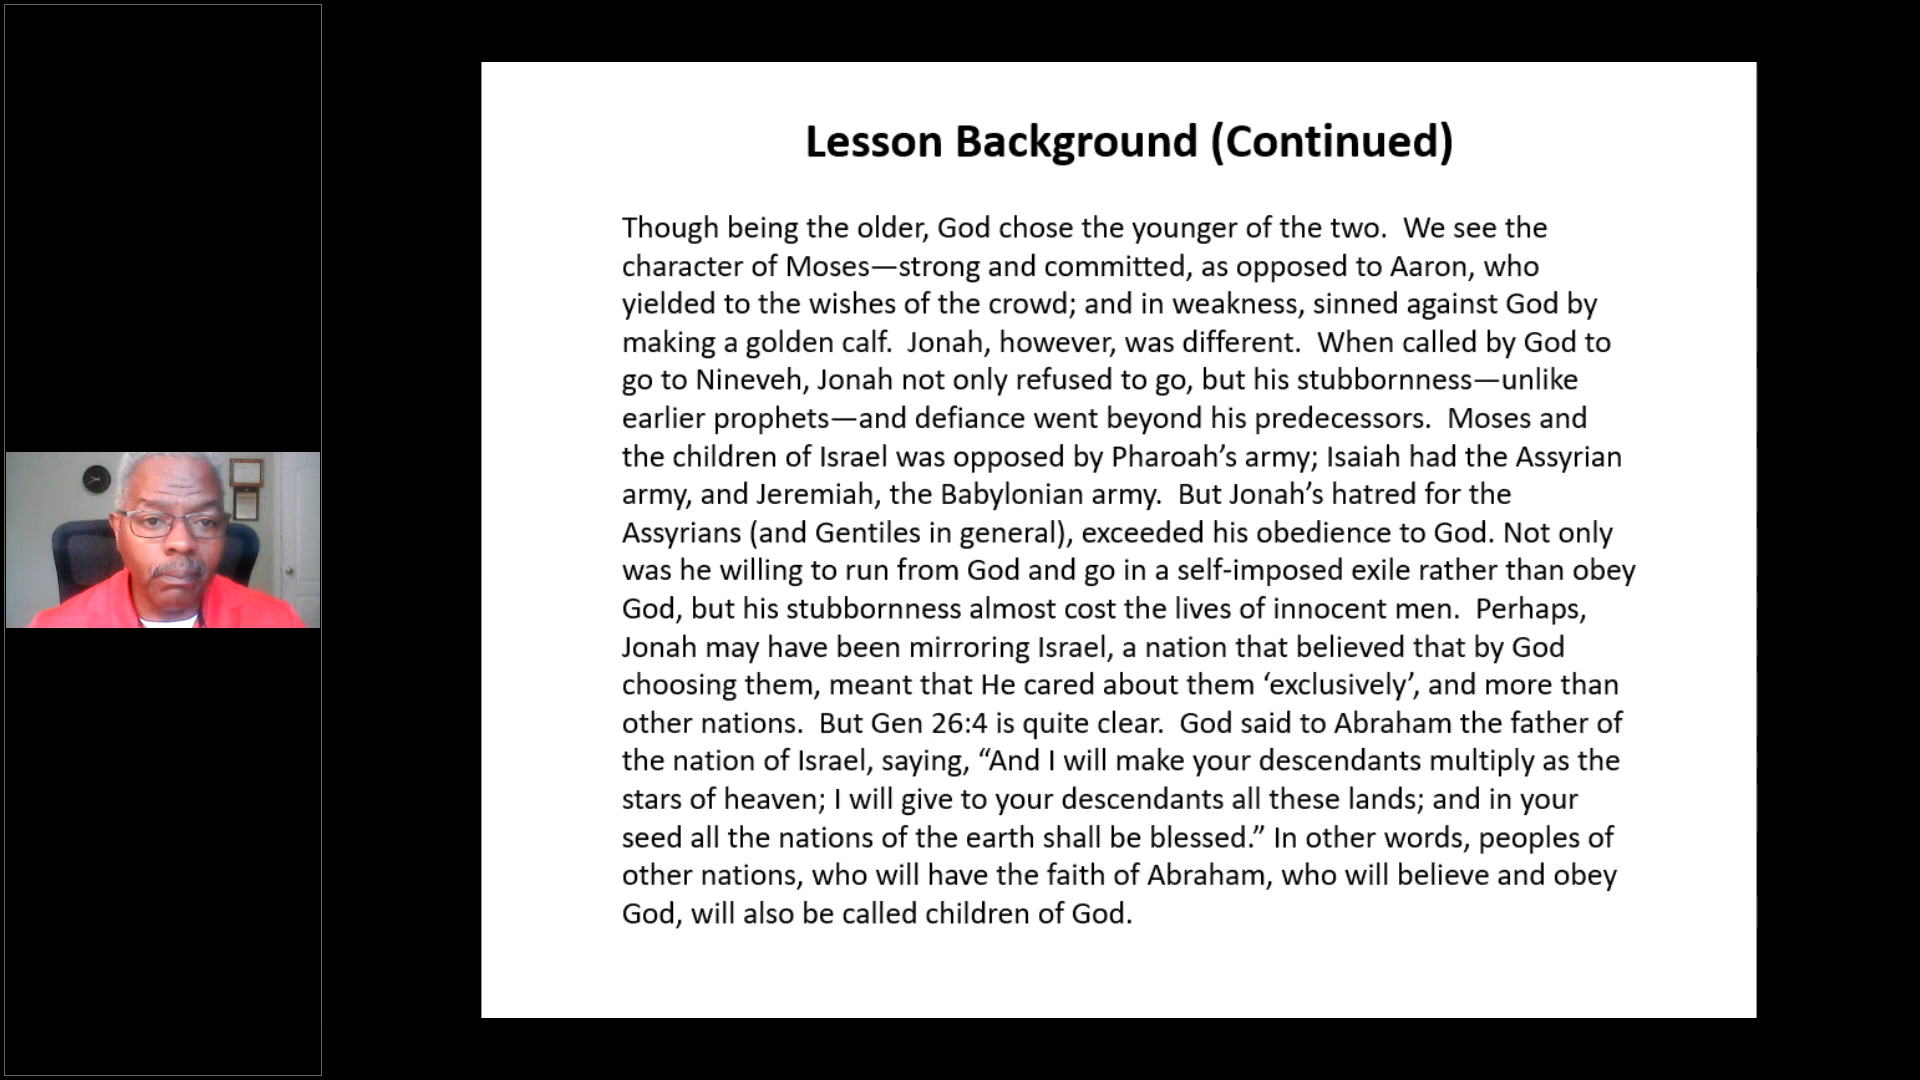 Lesson Background (Continued)
Though being the older, God chose the younger of the two.  We see the
character of Moses—strong and committed, as opposed to Aaron, who
yielded to the wishes of the crowd; and in weakness, sinned against God by
making a golden calf.  Jonah, however, was different.  When called by God to
go to Nineveh, Jonah not only refused to go, but his stubbornness—unlike
earlier prophets—and defiance went beyond his predecessors.  Moses and
the children of Israel was opposed by Pharoah’s army; Isaiah had the Assyrian
army, and Jeremiah, the Babylonian army.  But Jonah’s hatred for the
Assyrians (and Gentiles in general), exceeded his obedience to God. Not only
was he willing to run from God and go in a self-imposed exile rather than obey
God, but his stubbornness almost cost the lives of innocent men.  Perhaps,
Jonah may have been mirroring Israel, a nation that believed that by God
choosing them, meant that He cared about them ‘exclusively’, and more than
other nations.  But Gen 26:4 is quite clear.  God said to Abraham the father of
the nation of Israel, saying, “And I will make your descendants multiply as the
stars of heaven; I will give to your descendants all these lands; and in your
seed all the nations of the earth shall be blessed.” In other words, peoples of
other nations, who will have the faith of Abraham, who will believe and obey
God, will also be called children of God.